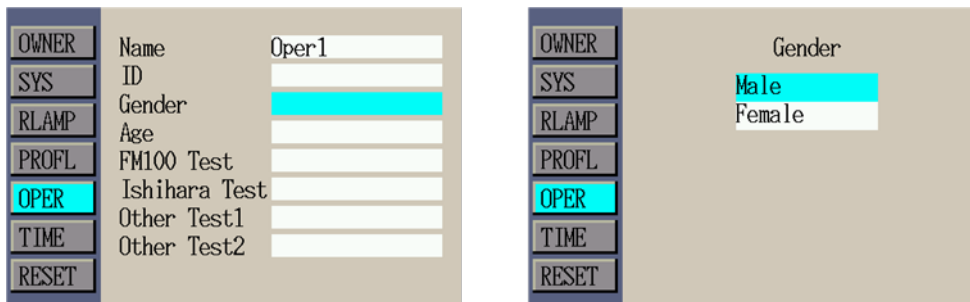 OWNER
SYS
RLAMP
PROFL
OPER
TIME
RESET
Name Oper1
ID
Gender
Age
FM100 Test
Ishihara Test
Other Test1
Other Test2
OWNER
SYS
RLAMP
PROFL
OPER
TIME
RESET
Gender
Male
Female